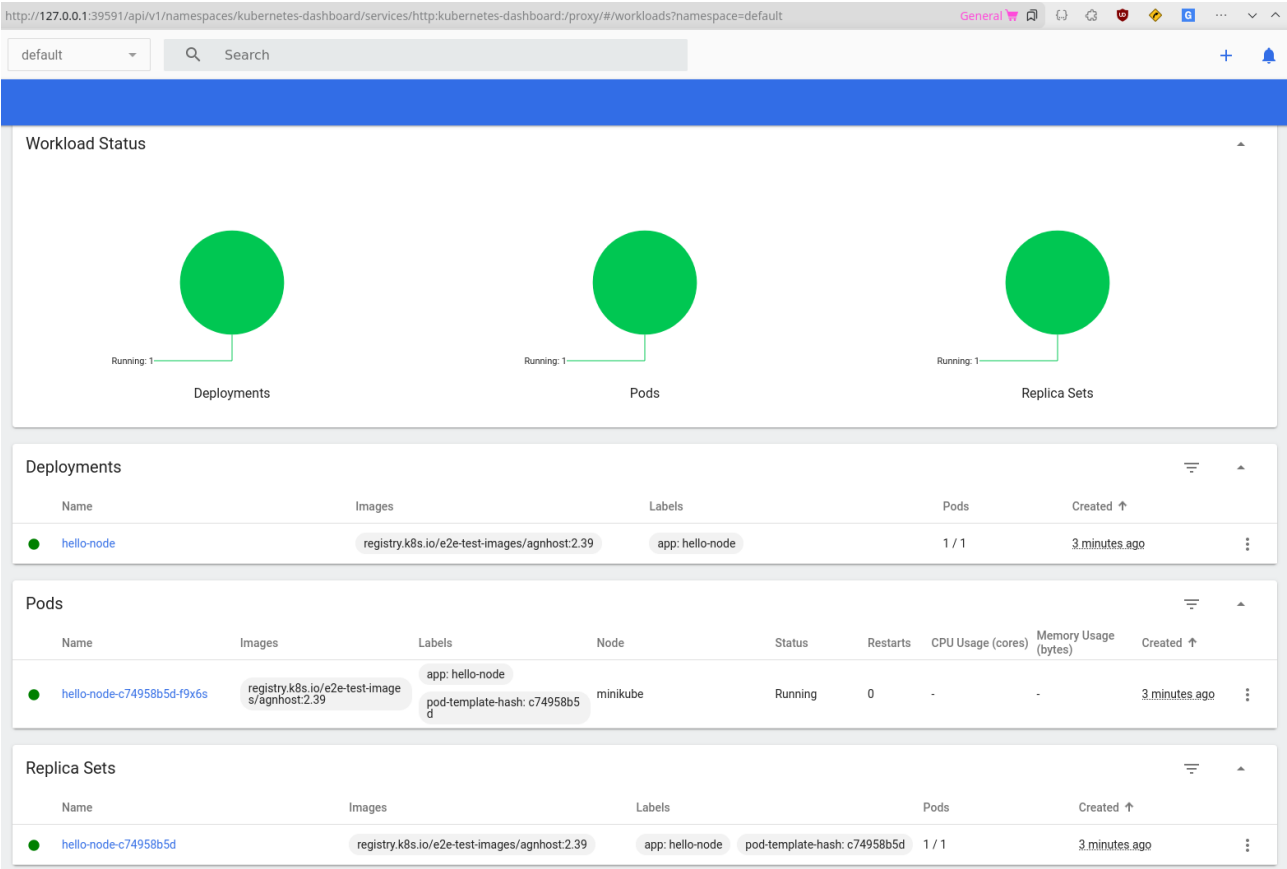 http://127.0.0.1:39591/api/v1/namespaces/kubernetes-dashboard/services/http:kubernetes-dashboard:/proxy/#/workloads?namespace=default General
default Search
Workload Status
Running: 1 Running: 1 Running: 1
Deployments Pods Replica Sets
Deployments
Name Images Labels Pods Created
hello-node registry.k8s.io/e2e-test-images/agnhost:2.39 app: hello-node 1 / 1 3 minutes ago
Pods
Name Images Labels Node Status Restarts CPU Usage (cores) Memory Usage
(bytes) Created
hello-node-c74958b5d-f9x6s registry.k8s.io/e2e-test-image
s/agnhost:2.39
app: hello-node
pod-template-hash: c74958b5
d
minikube Running 0 - - 3 minutes ago
Replica Sets
Name Images Labels Pods Created
hello-node-c74958b5d registry.k8s.io/e2e-test-images/agnhost:2.39 app: hello-node pod-template-hash: c74958b5d 1 / 1 3 minutes ago